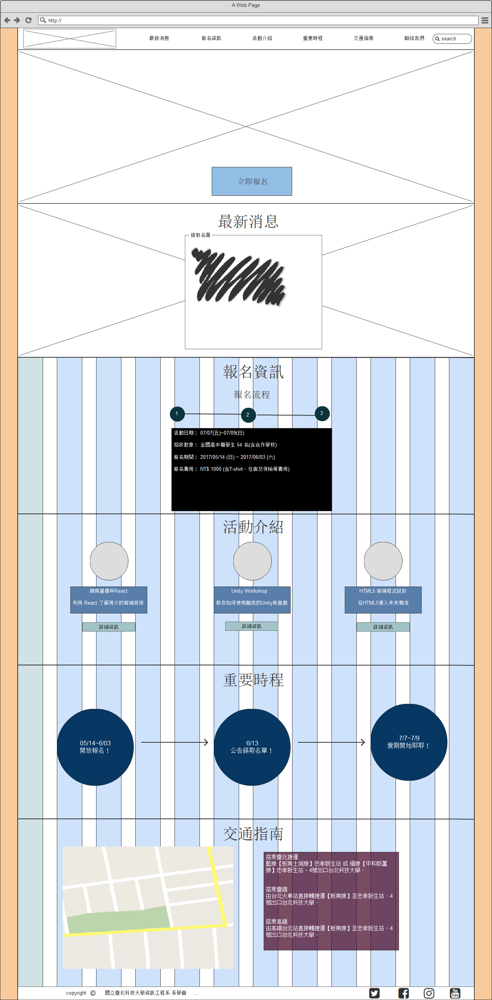 A Web Page
http://
最新消息 報名資訊 活動介紹 重要時程 交通指南 聯絡我們 search
立即報名
最新消息
錄取名單
報名資訊
報名流程
1 2 3
活動日期： 07/07(五)~07/09(日)
招收對象： 全國高中職學生 54 名(含合作學校)
報名期間： 2017/05/14 (日) ~ 2017/06/03 (六)
報名費用： NT$ 1000 (含T-shirt、住宿及保險等費用)
活動介紹
網頁基礎與React
利用 React 了解現今的前端技術
詳細資訊
Unity Workshop
教你如何使用酷炫的Unity做遊戲
詳細資訊
HTML5 前端程式設計
從HTML5進入未來潮流
詳細資訊
重要時程
05/14~6/03
開放報名！
6/13
公告錄取名單！
7/7~7/9
營期開始耶耶！
交通指南
搭乘臺北捷運
藍線【板南土城線】忠孝新生站 或 橘線【中和新蘆
線】忠孝新生站，4號出口台北科技大學。
搭乘臺鐵
由台北火車站直接轉捷運【板南線】至忠孝新生站，4
號出口台北科技大學。
搭乘高鐵
由高鐵台北站直接轉捷運【板南線】至忠孝新生站，4
號出口台北科技大學。
copyright © 國立臺北科技大學資訊工程系 系學會 ...
You
Tube